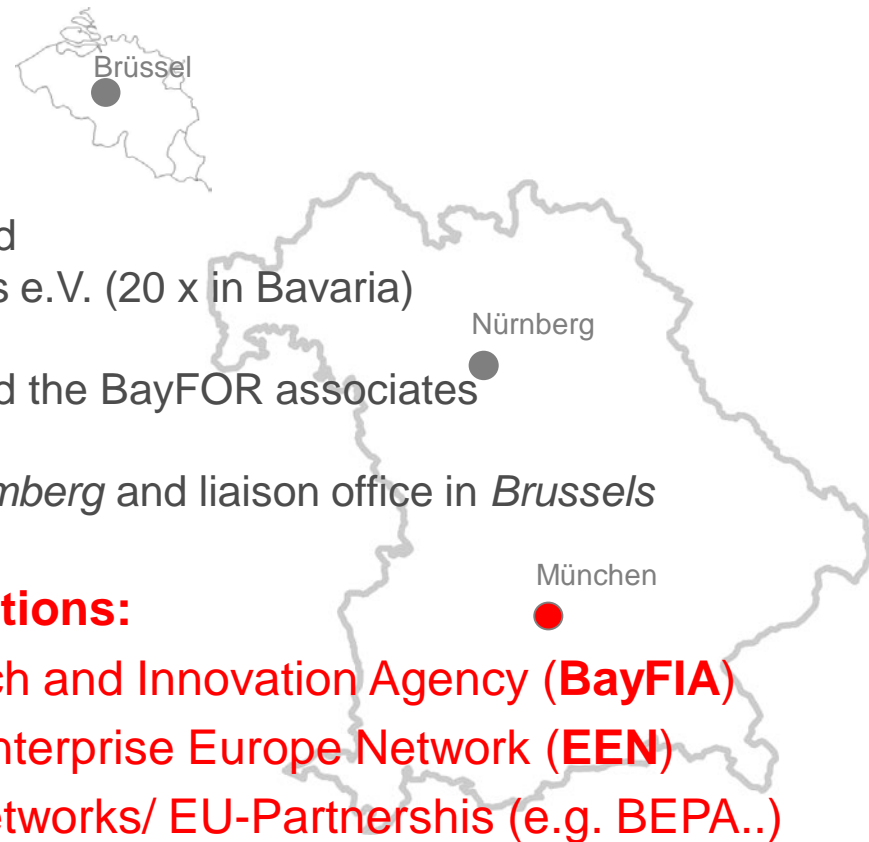 Brüssel
d
s e.V. (20 x in Bavaria)
Nürnberg
d the BayFOR associates
mberg and liaison office in Brussels
München
tions:
ch and Innovation Agency (BayFIA)
nterprise Europe Network (EEN)
etworks/ EU-Partnershis (e.g. BEPA..)